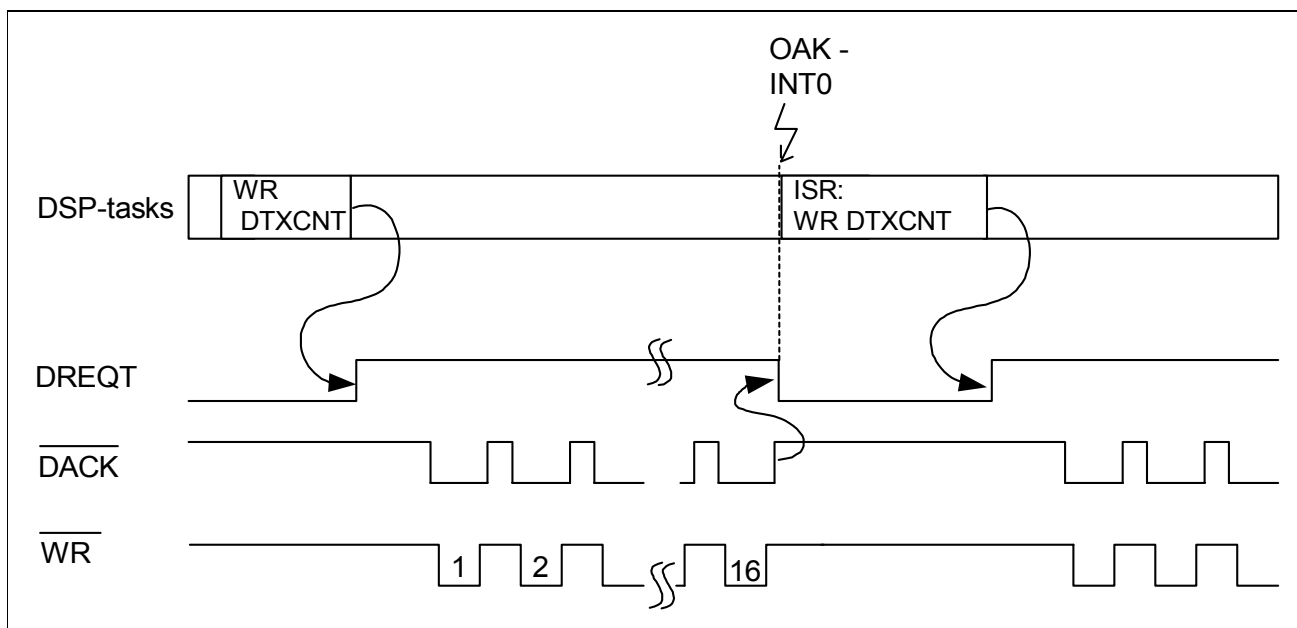 OAK -
INT0
DSP-tasks
WR
DTXCNT
ISR:
WR DTXCNT
DREQT
DACK
WR
1
2
16